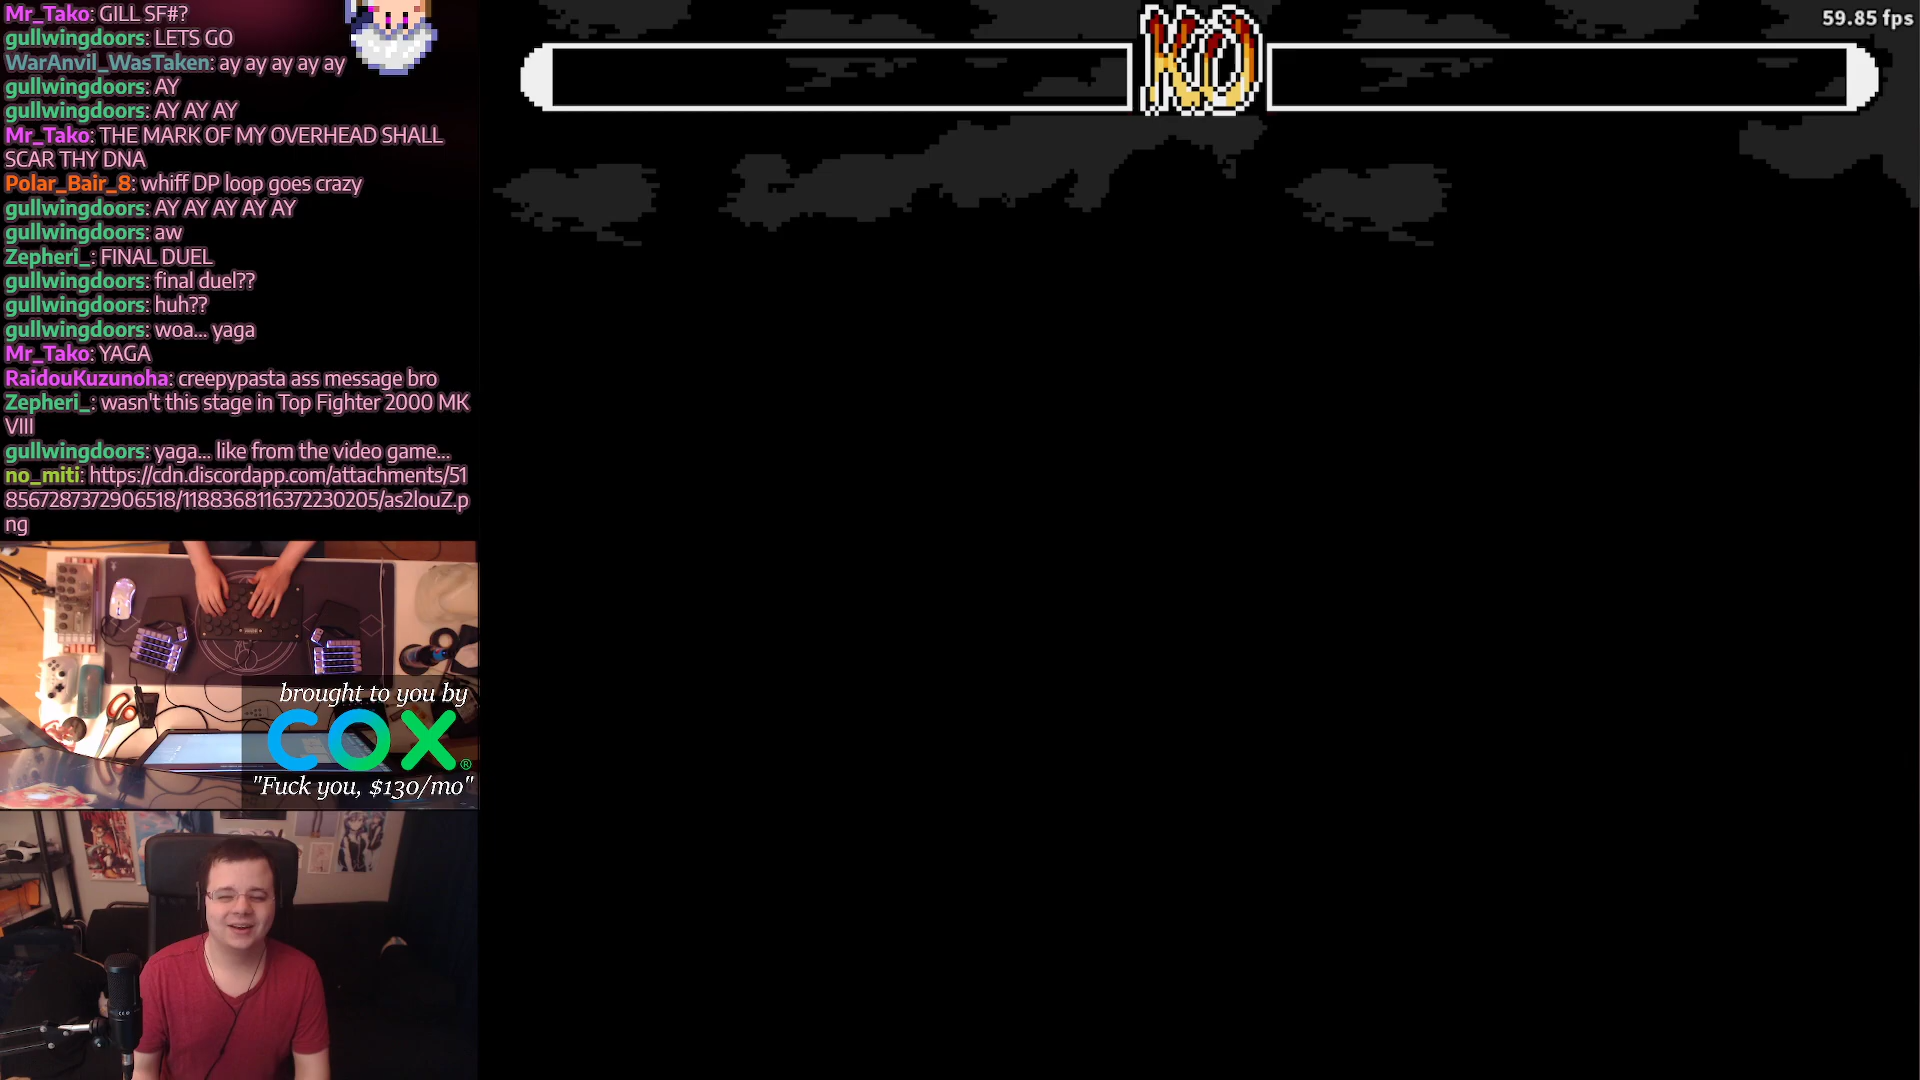 Mr_Tako: GILL SF#?
gullwingdoors: LETS GO
WarAnvil_WasTaken: ay ay ay ay ay
gullwingdoors: AY
gullwingdoors: AY AY AY
Mr_Tako: THE MARK OF MY OVERHEAD SHALL
SCAR THY DNA
Polar_Bair_8: whiff DP loop goes crazy
gullwingdoors: AY AY AY AY AY
gullwingdoors: aw
Zepheri_: FINAL DUEL
gullwingdoors: final duel??
gullwingdoors: huh??
gullwingdoors: woa... yaga
Mr_Tako: YAGA
RaidouKuzunoha: creepypasta ass message bro
Zepheri_: wasn't this stage in Top Fighter 2000 MK
VIII
gullwingdoors: yaga... like from the video game...
no_miti: https://cdn.discordapp.com/attachments/51
8567287372906518/1188368116372230205/as2louZ.p
ng
brought to you by
COX®
"Fuck you, $130/mo"
KO
59.85 fps